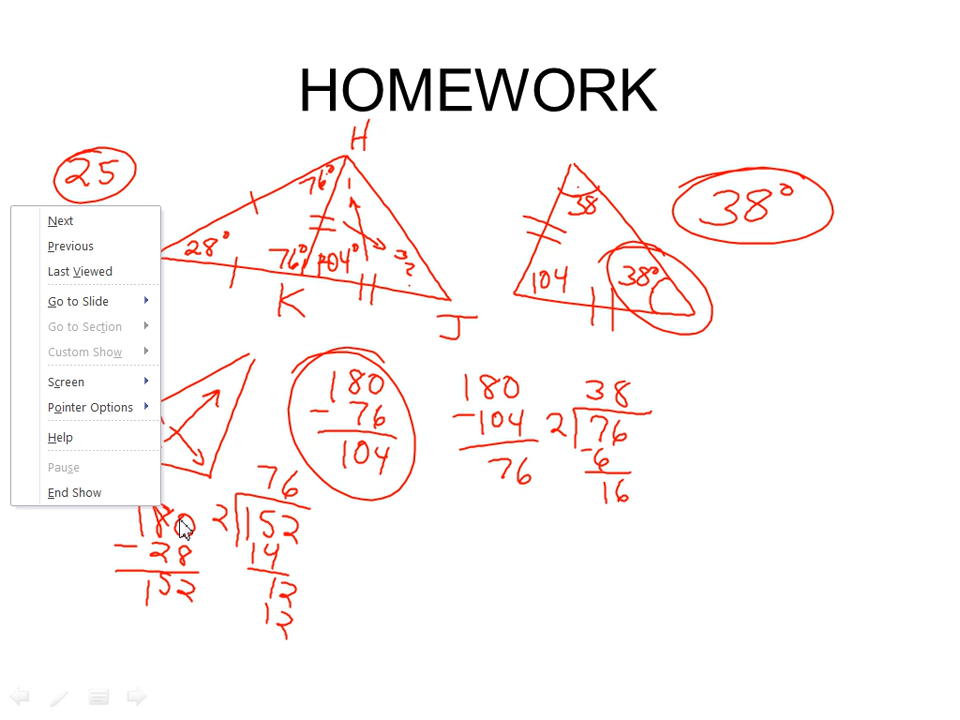 HOMEWORK
25
H
76°
28°
76°
104°
?
K
J
38
104
38°
38°
Next
Previous
Last Viewed
Go to Slide
Go to Section
Custom Show
Screen
Pointer Options
Help
Pause
End Show
180
- 76
104
180
-104
76
38
2 76
-6
16
180
- 28
152
76
2 152
14
12
12